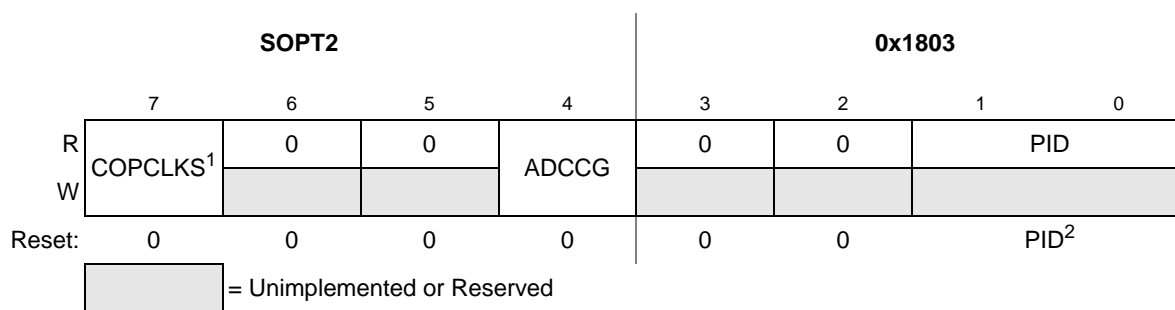 SOPT2 0x1803
7 6 5 4 3 2 1 0
R COPCLKS1 0 0 ADCCG 0 0 PID
W
Reset: 0 0 0 0 0 0 PID2
= Unimplemented or Reserved